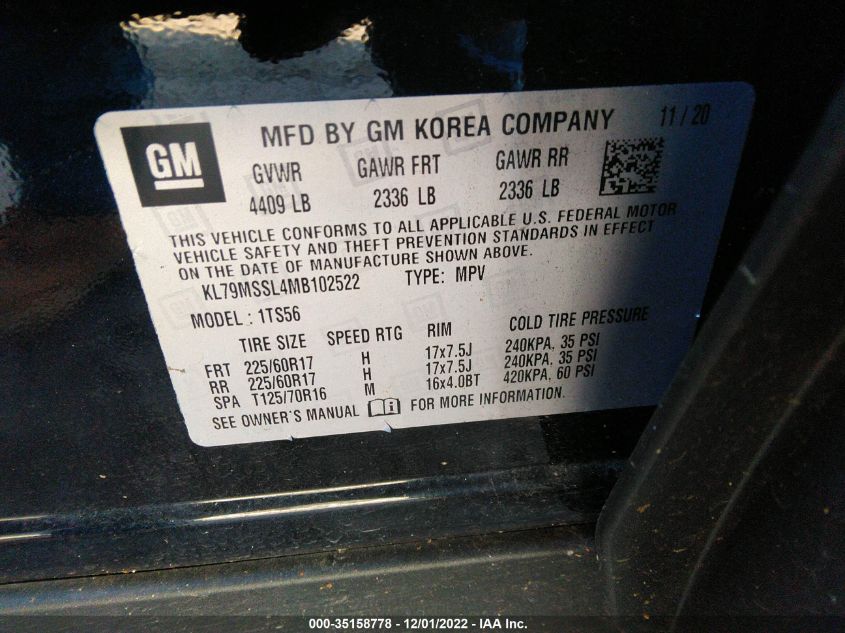 GM
MFD BY GM KOREA COMPANY 11 / 20
GVWR GAWR FRT GAWR RR
4409 LB 2336 LB 2336 LB
THIS VEHICLE CONFORMS TO ALL APPLICABLE U.S. FEDERAL MOTOR
VEHICLE SAFETY AND THEFT PREVENTION STANDARDS IN EFFECT
ON THE DATE OF MANUFACTURE SHOWN ABOVE.
KL79MSSL4MB102522 TYPE: MPV
MODEL : 1TS56
TIRE SIZE SPEED RTG RIM COLD TIRE PRESSURE
FRT 225/60R17 H 17x7.5J 240KPA, 35 PSI
RR 225/60R17 H 17x7.5J 240KPA, 35 PSI
SPA T125/70R16 M 16x4.0BT 420KPA, 60 PSI
SEE OWNER'S MANUAL FOR MORE INFORMATION.
000-35158778 - 12/01/2022 - IAA Inc.